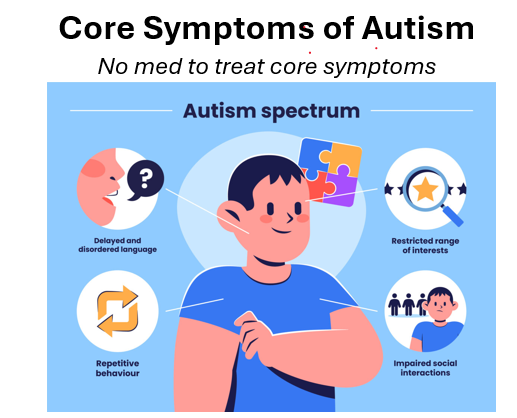 Core Symptoms of Autism
No med to treat core symptoms
Autism spectrum
?
Delayed and
disordered language
Restricted range
of interests
Repetitive
behaviour
Impaired social
interactions